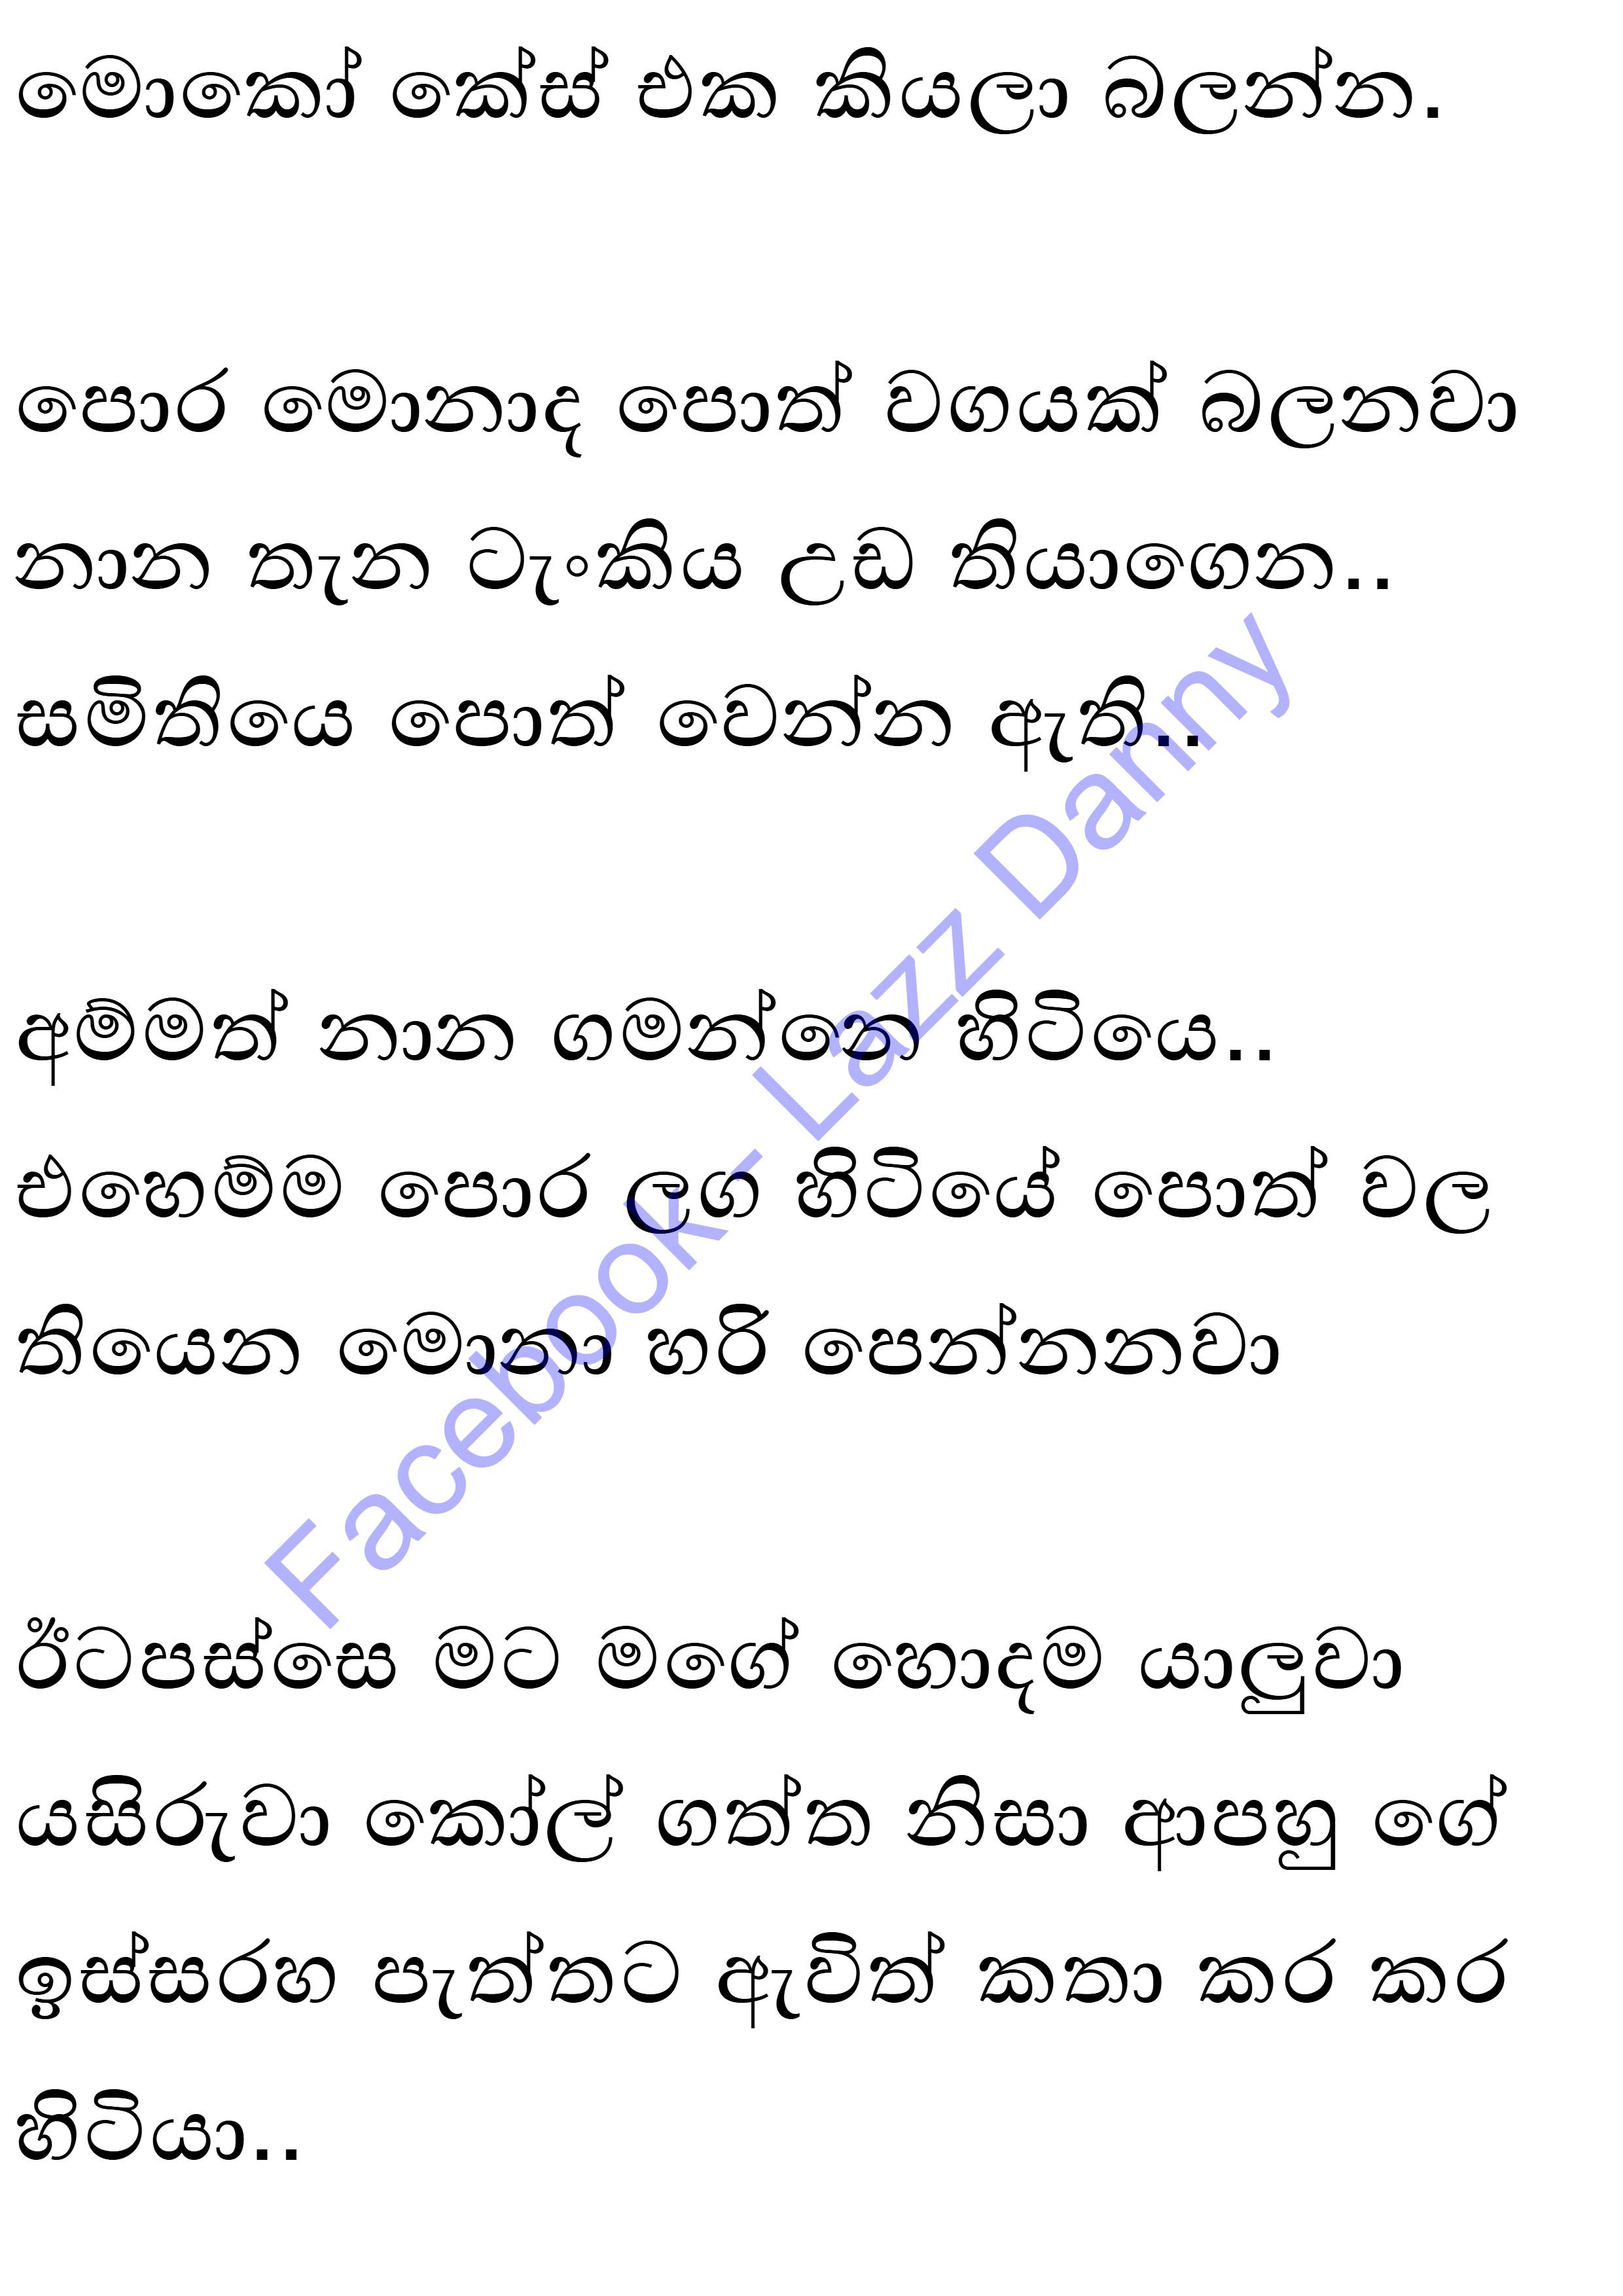 මොකෝ කේස් එක කියලා බලන්න.
පොර මොනාද පොත් වගයක් බලනවා
නාන තැන ටැංකිය උඩ තියාගෙන..
සමිතියෙ පොත් වෙන්න ඇති..
අම්මත් නාන ගමන්නෙ හිටියෙ..
එහෙම්ම පොර ලග හිටියේ පොත් වල
තියෙන මොනා හරි පෙන්නනවා
ඊටපස්සෙ මට මගේ හොදම යාලුවා
යසිරුවා කෝල් ගත්ත නිසා ආපහු ගේ
ඉස්සරහ පැත්තට ඇවිත් කතා කර කර
හිටියා..
Facebook- Lazz Danny